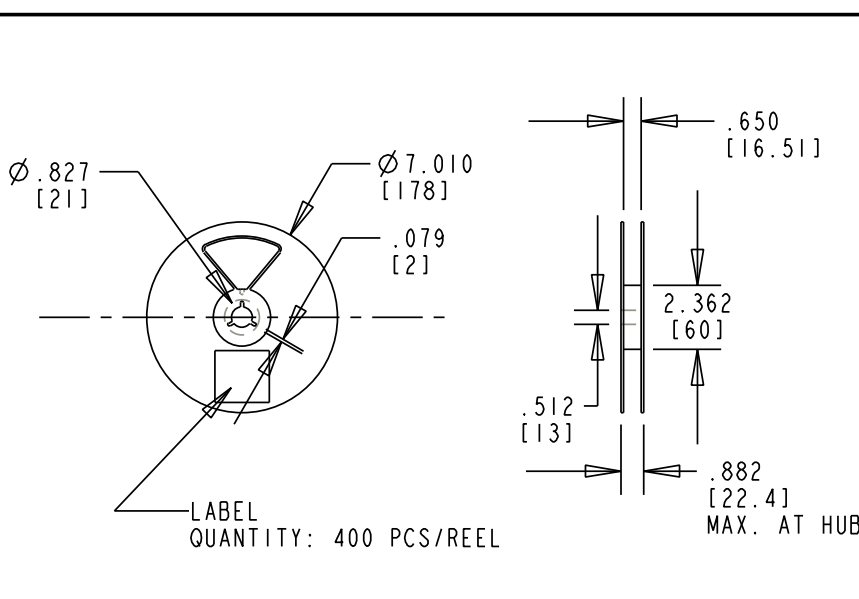 Ø.827
[21]
Ø7.010
[178]
.079
[2]
.650
[16.51]
2.362
[60]
.512
[13]
.882
[22.4]
MAX. AT HUB
LABEL
QUANTITY: 400 PCS/REEL